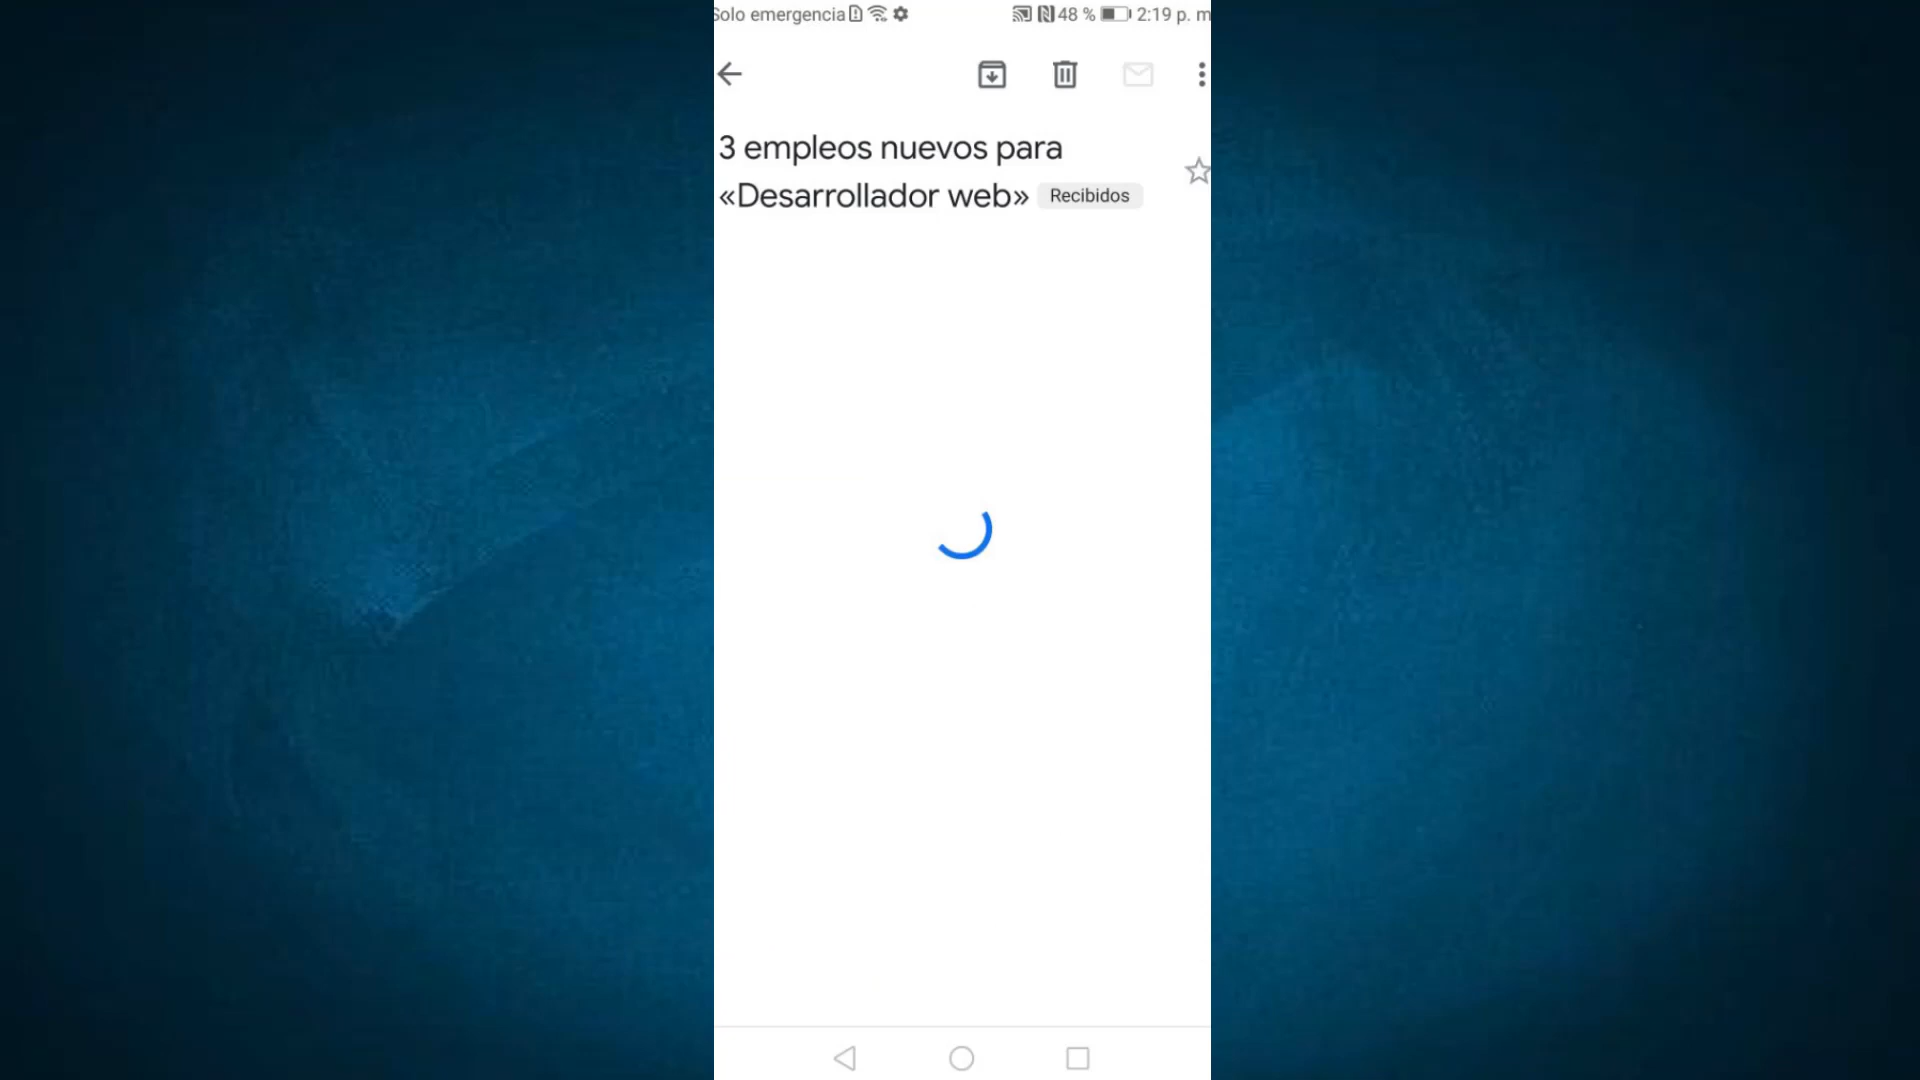 Solo emergencia 48 % 2:19 p. m
3 empleos nuevos para
«Desarrollador web» Recibidos